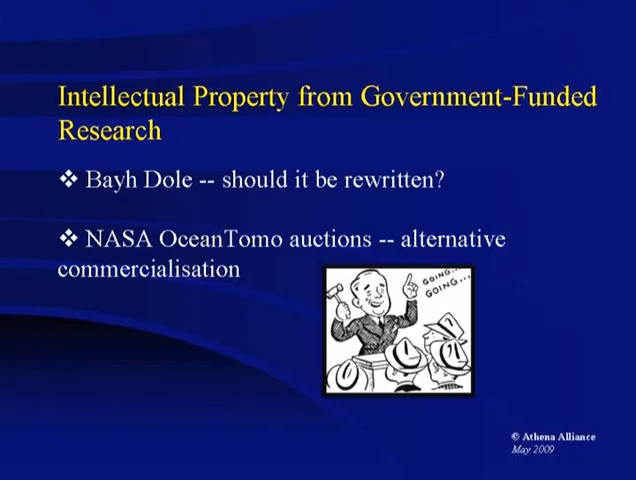 Intellectual Property from Government-Funded
Research
❖ Bayh Dole -- should it be rewritten?
❖ NASA OceanTomo auctions -- alternative
commercialisation
GOING...
GOING...
© Athena Alliance
May 2009